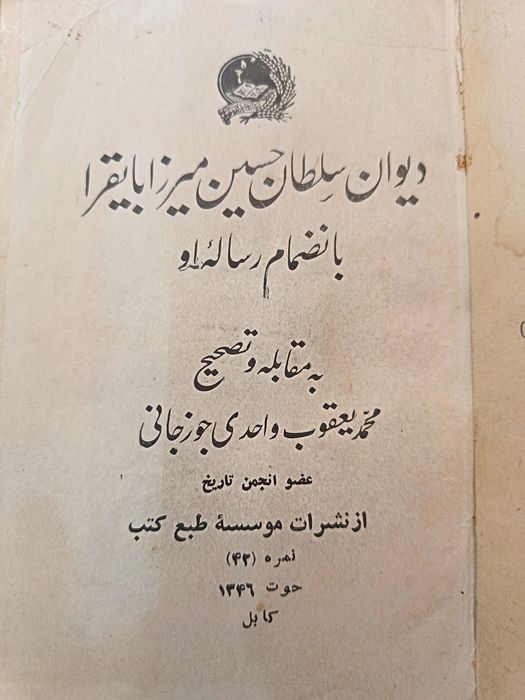 دیوان سلطان حسین میرزا بایقرا
بانضمام رسالهٔ او
به مقابله و تصحیح
محمد یعقوب واحدی جوزجانی
عضو انجمن تاریخ
از نشرات موسسهٔ طبع کتب
نمره (۴۲)
حوت ۱۳۴۶
کابل